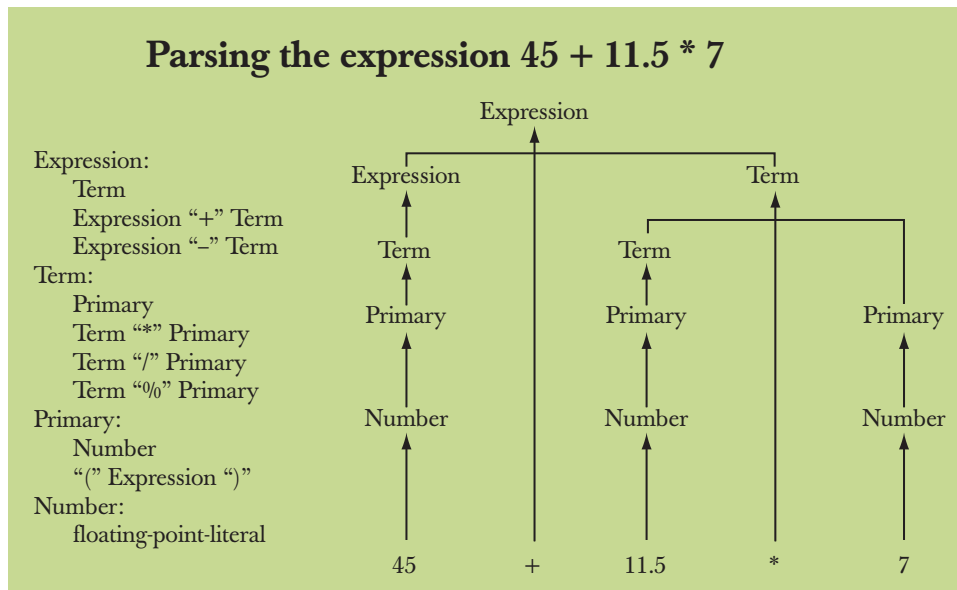 Parsing the expression 45 + 11.5 * 7
Expression:
Term
Expression “+” Term
Expression “–” Term
Term:
Primary
Term “*” Primary
Term “/” Primary
Term “%” Primary
Primary:
Number
“(” Expression “)”
Number:
floating-point-literal
Expression
Expression Term
Term Term
Primary Primary Primary
Number Number Number
45 + 11.5 * 7